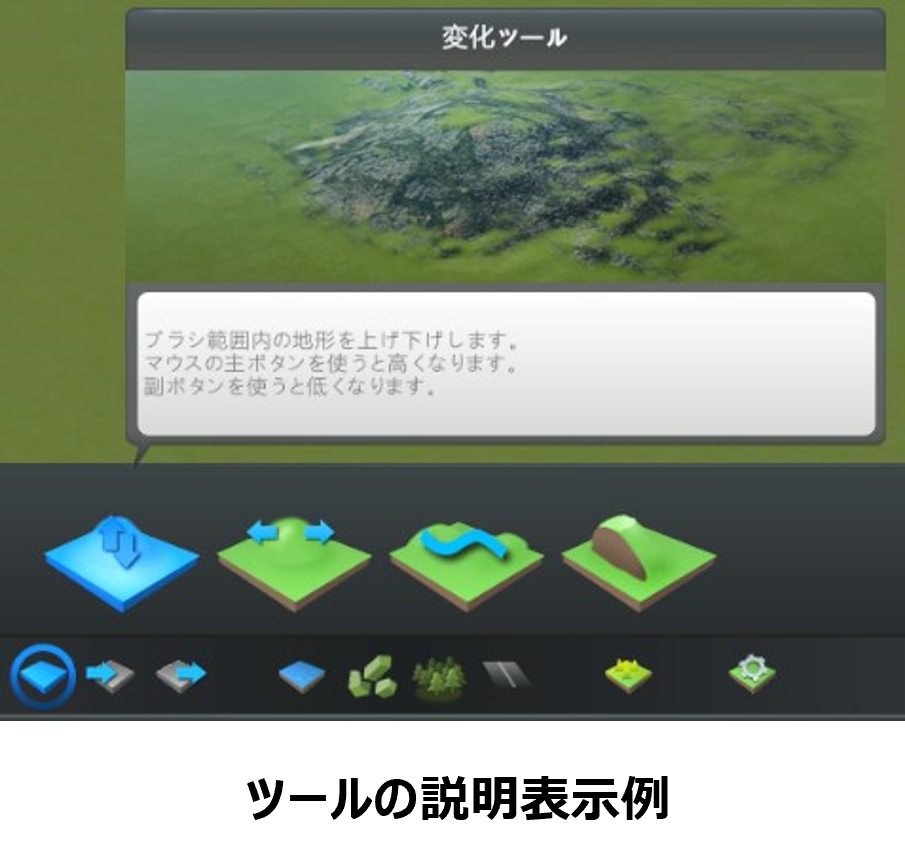 変化ツール
ブラシ範囲内の地形を上げ下げします。
マウスの主ボタンを使うと高くなります。
副ボタンを使うと低くなります。
ツールの説明表示例